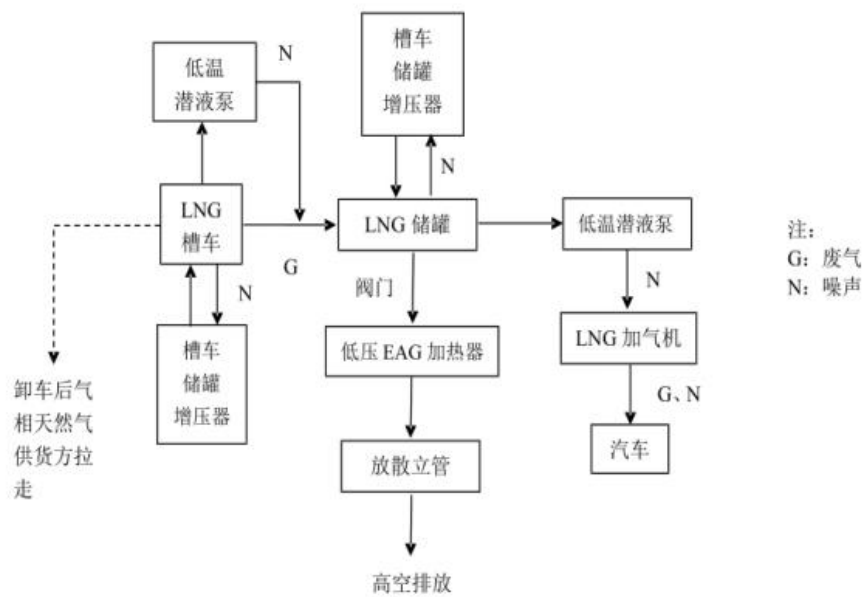 低温
潜液泵
N
槽车
储罐
增压器
N
LNG
槽车
G
LNG 储罐
低温潜液泵
注:
G：废气
N：噪声
N
槽车
储罐
增压器
阀门
N
低压 EAG 加热器
LNG 加气机
G、N
卸车后气
相天然气
供货方拉
走
放散立管
汽车
高空排放